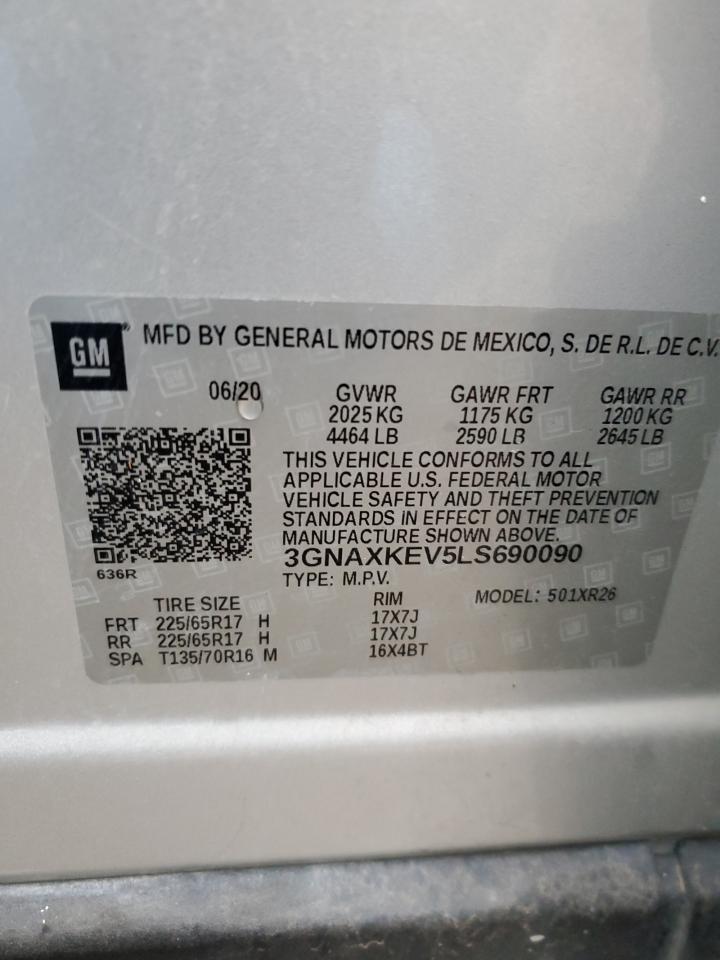 GM
MFD BY GENERAL MOTORS DE MEXICO, S. DE R.L. DE C.V.
06/20 GVWR GAWR FRT GAWR RR
2025 KG 1175 KG 1200 KG
4464 LB 2590 LB 2645 LB
THIS VEHICLE CONFORMS TO ALL
APPLICABLE U.S. FEDERAL MOTOR
VEHICLE SAFETY AND THEFT PREVENTION
STANDARDS IN EFFECT ON THE DATE OF
MANUFACTURE SHOWN ABOVE.
3GNAXKEV5LS690090
636R
TYPE: M.P.V. MODEL: 501XR26
TIRE SIZE RIM
FRT 225/65R17 H 17X7J
RR 225/65R17 H 17X7J
SPA T135/70R16 M 16X4BT